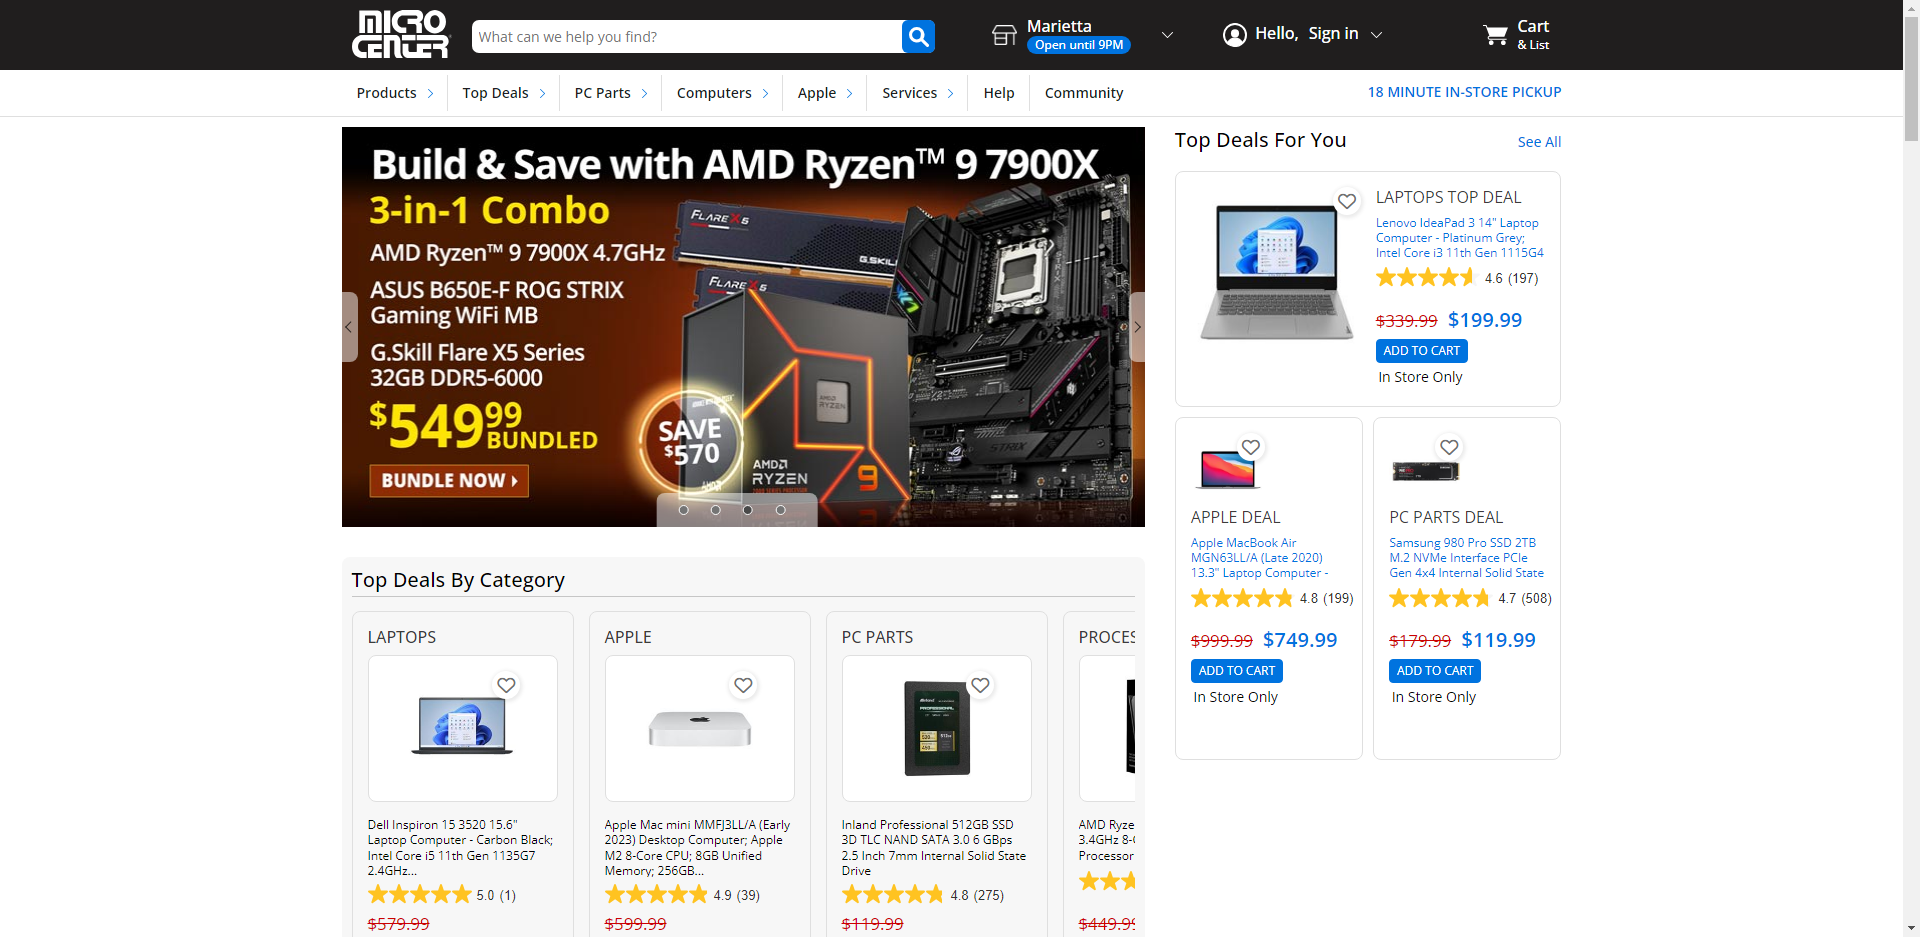 MICRO CENTER
What can we help you find?
Marietta
Open until 9PM
Hello, Sign in
Cart
& List
Products
Top Deals
PC Parts
Computers
Apple
Services
Help
Community
18 MINUTE IN-STORE PICKUP
Build & Save with AMD Ryzen™ 9 7900X
3-in-1 Combo
AMD Ryzen™ 9 7900X 4.7GHz
ASUS B650E-F ROG STRIX
Gaming WiFi MB
G.Skill Flare X5 Series
32GB DDR5-6000
$549.99
BUNDLED
BUNDLE NOW
SAVE
$570
FLARE X5
G.SKILL
FLARE X5
AMD
RYZEN
AMD
RYZEN
9
STRIX
Top Deals For You
See All
LAPTOPS TOP DEAL
Lenovo IdeaPad 3 14" Laptop
Computer - Platinum Grey;
Intel Core i3 11th Gen 1115G4
4.6 (197)
$339.99 $199.99
ADD TO CART
In Store Only
APPLE DEAL
Apple MacBook Air
MGN63LL/A (Late 2020)
13.3" Laptop Computer -
4.8 (199)
$999.99 $749.99
ADD TO CART
In Store Only
PC PARTS DEAL
Samsung 980 Pro SSD 2TB
M.2 NVMe Interface PCIe
Gen 4x4 Internal Solid State
4.7 (508)
$179.99 $119.99
ADD TO CART
In Store Only
Top Deals By Category
LAPTOPS
Dell Inspiron 15 3520 15.6"
Laptop Computer - Carbon Black;
Intel Core i5 11th Gen 1135G7
2.4GHz...
5.0 (1)
$579.99
APPLE
Apple Mac mini MMFJ3LL/A (Early
2023) Desktop Computer; Apple
M2 8-Core CPU; 8GB Unified
Memory; 256GB...
4.9 (39)
$599.99
PC PARTS
PROFESSIONAL
Inland Professional 512GB SSD
3D TLC NAND SATA 3.0 6 GBps
2.5 Inch 7mm Internal Solid State
Drive
4.8 (275)
$119.99
PROCES
AMD Ryze
3.4GHz 8-
Processor
$449.99